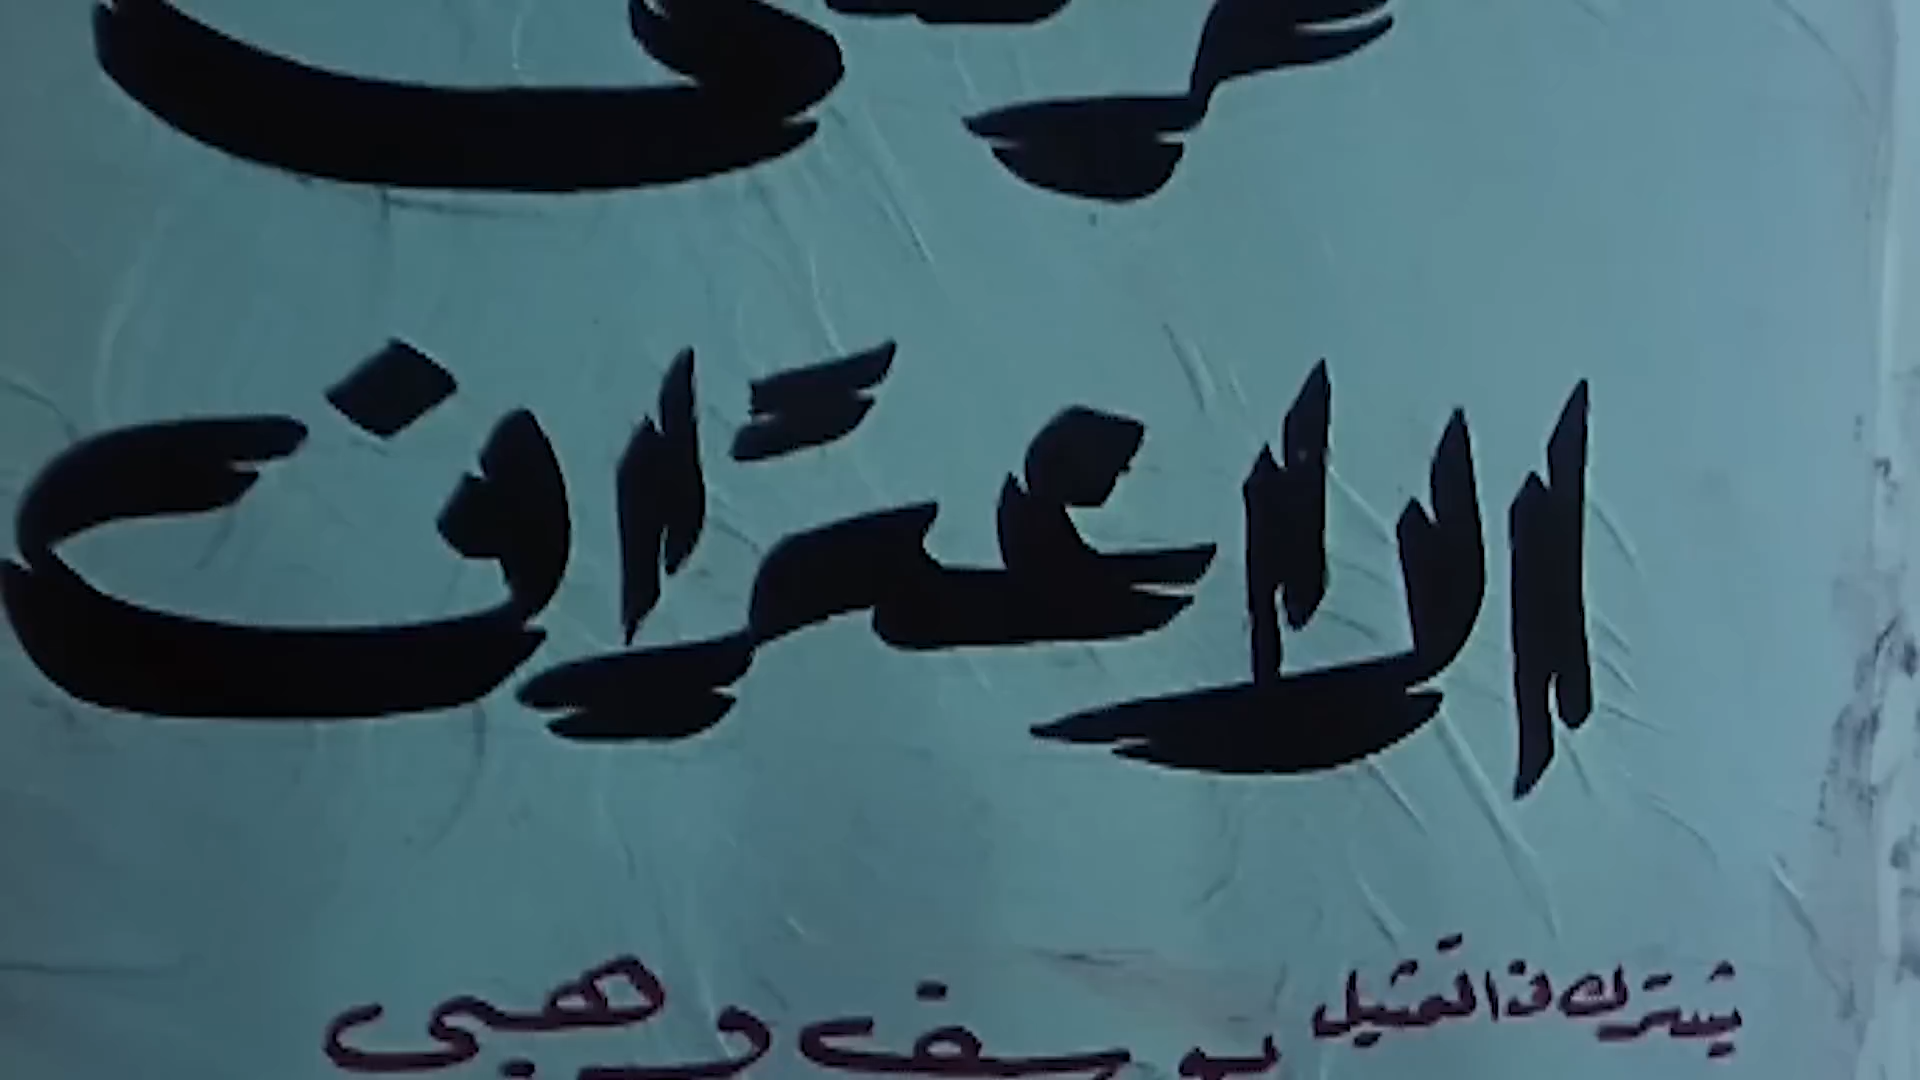 الاعتراف
يشترك فى التمثيل
يوسف وهبى